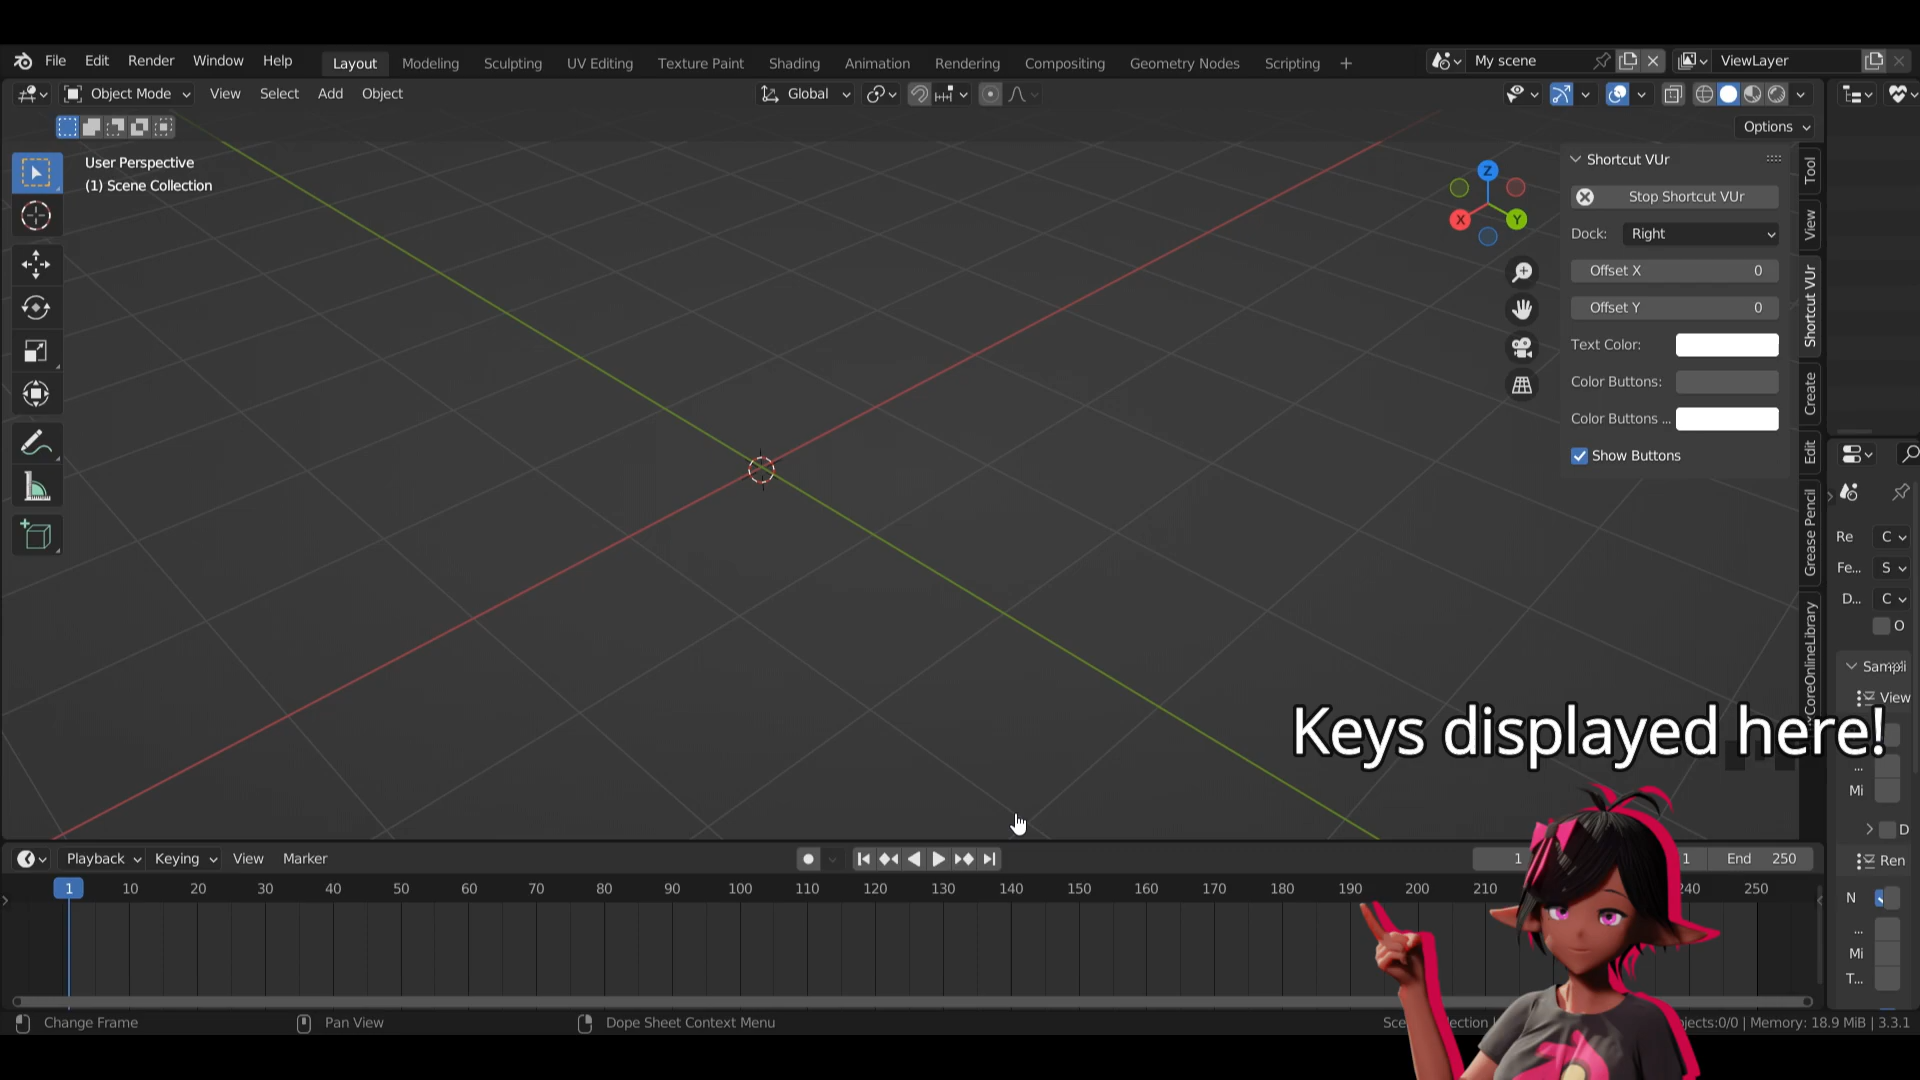 File Edit Render Window Help Layout Modeling Sculpting UV Editing Texture Paint Shading Animation Rendering Compositing Geometry Nodes Scripting + My scene ViewLayer
Object Mode View Select Add Object Global
Options
User Perspective
(1) Scene Collection
Z
X
Y
Shortcut VUr
Stop Shortcut VUr
Dock: Right
Offset X 0
Offset Y 0
Text Color:
Color Buttons:
Color Buttons ...
Show Buttons
Tool
View
Shortcut VUr
Create
Edit
Grease Pencil
CoreOnlineLibrary
Re C
Fe... S
D... C
O
Sampli
View
...
Mi
D
Ren
N
...
Mi
T...
Keys displayed here!
Playback Keying View Marker 1 1 End 250
1 10 20 30 40 50 60 70 80 90 100 110 120 130 140 150 160 170 180 190 200 210 240 250
Change Frame Pan View Dope Sheet Context Menu
jects:0/0 | Memory: 18.9 MiB | 3.3.1